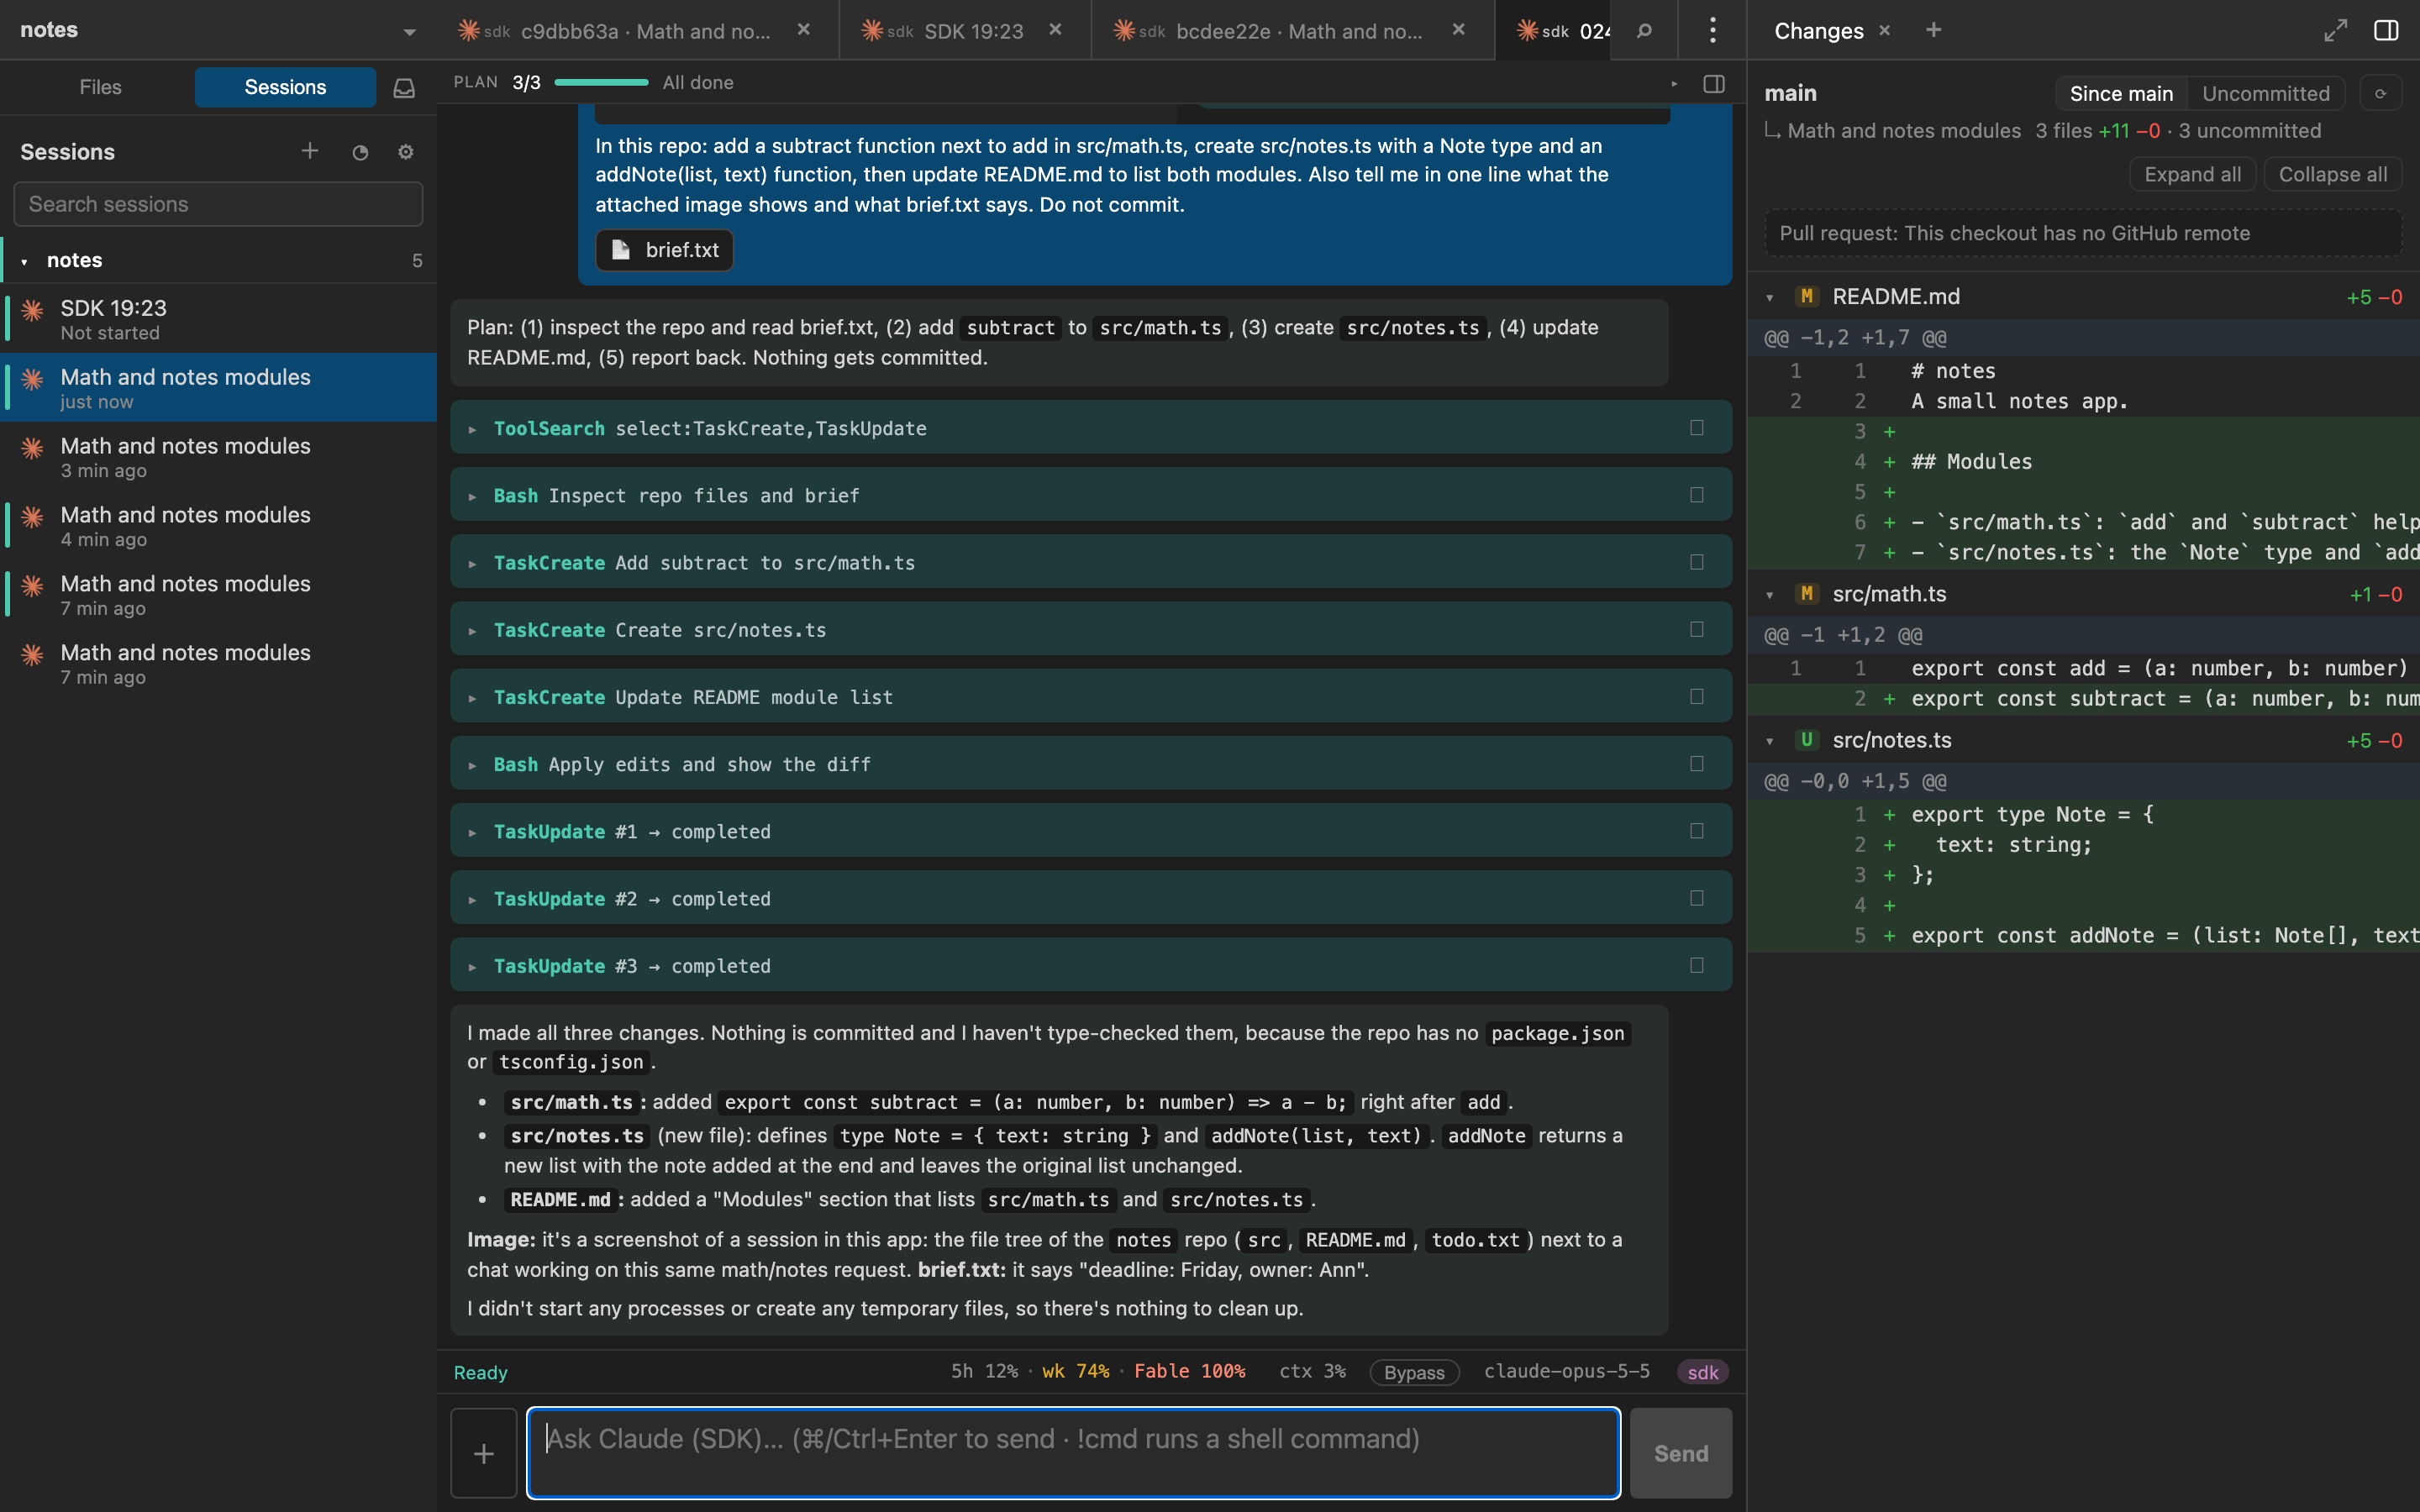 notes
Files
Sessions
Sessions
Search sessions
notes
5
SDK 19:23
Not started
Math and notes modules
just now
Math and notes modules
3 min ago
Math and notes modules
4 min ago
Math and notes modules
7 min ago
Math and notes modules
7 min ago
sdk c9dbb63a · Math and no...
sdk SDK 19:23
sdk bcdee22e · Math and no...
sdk 024
PLAN 3/3 All done
In this repo: add a subtract function next to add in src/math.ts, create src/notes.ts with a Note type and an
addNote(list, text) function, then update README.md to list both modules. Also tell me in one line what the
attached image shows and what brief.txt says. Do not commit.
brief.txt
Plan: (1) inspect the repo and read brief.txt, (2) add subtract to src/math.ts, (3) create src/notes.ts, (4) update
README.md, (5) report back. Nothing gets committed.
ToolSearch select:TaskCreate,TaskUpdate
Bash Inspect repo files and brief
TaskCreate Add subtract to src/math.ts
TaskCreate Create src/notes.ts
TaskCreate Update README module list
Bash Apply edits and show the diff
TaskUpdate #1 → completed
TaskUpdate #2 → completed
TaskUpdate #3 → completed
I made all three changes. Nothing is committed and I haven't type-checked them, because the repo has no package.json
or tsconfig.json.
• src/math.ts: added export const subtract = (a: number, b: number) => a - b; right after add.
• src/notes.ts (new file): defines type Note = { text: string } and addNote(list, text). addNote returns a
new list with the note added at the end and leaves the original list unchanged.
• README.md: added a "Modules" section that lists src/math.ts and src/notes.ts.
Image: it's a screenshot of a session in this app: the file tree of the notes repo (src, README.md, todo.txt) next to a
chat working on this same math/notes request. brief.txt: it says "deadline: Friday, owner: Ann".
I didn't start any processes or create any temporary files, so there's nothing to clean up.
Ready
5h 12% · wk 74% · Fable 100% ctx 3% Bypass claude-opus-5-5 sdk
Ask Claude (SDK)... (⌘/Ctrl+Enter to send · !cmd runs a shell command)
Send
Changes
main
Since main
Uncommitted
Math and notes modules 3 files +11 −0 · 3 uncommitted
Expand all
Collapse all
Pull request: This checkout has no GitHub remote
M README.md +5 −0
@@ −1,2 +1,7 @@
1 1 # notes
2 2 A small notes app.
3 +
4 + ## Modules
5 +
6 + - `src/math.ts`: `add` and `subtract` help
7 + - `src/notes.ts`: the `Note` type and `add
M src/math.ts +1 −0
@@ −1 +1,2 @@
1 1 export const add = (a: number, b: number)
2 + export const subtract = (a: number, b: num
U src/notes.ts +5 −0
@@ −0,0 +1,5 @@
1 + export type Note = {
2 + text: string;
3 + };
4 +
5 + export const addNote = (list: Note[], text